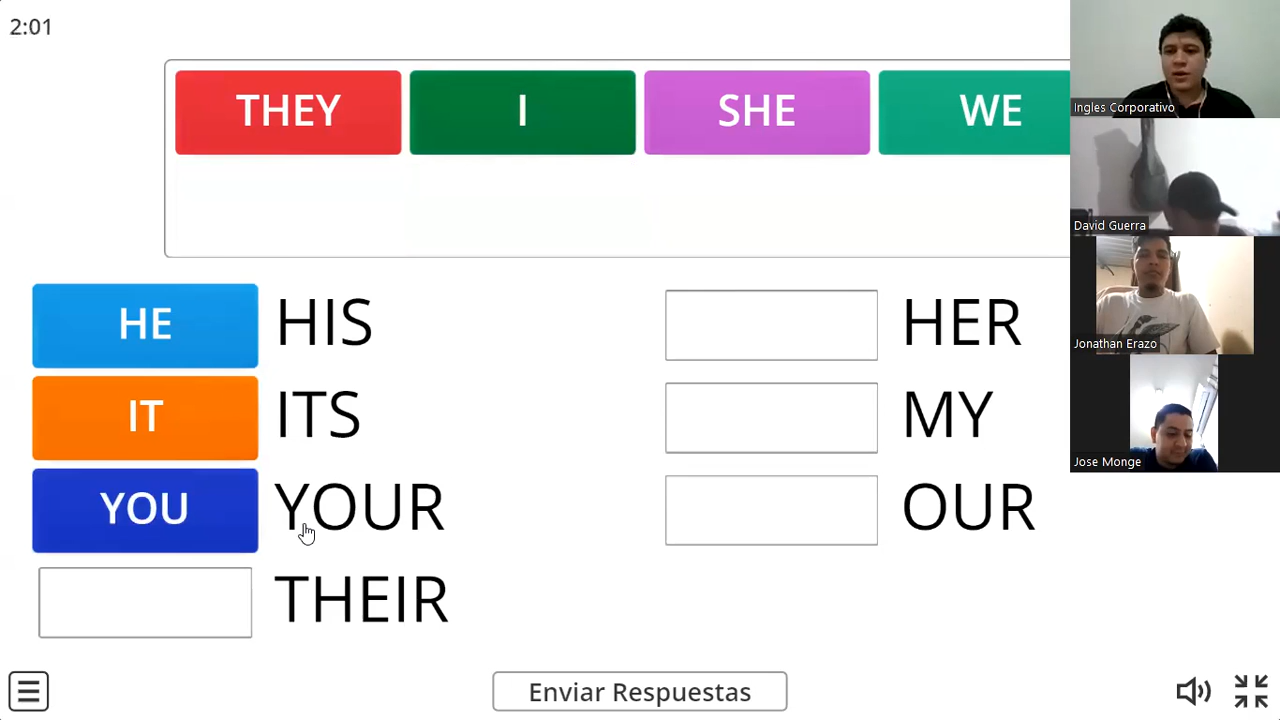 2:01
THEY I SHE WE
Ingles Corporativo
David Guerra
HE HIS HER
Jonathan Erazo
IT ITS MY
Jose Monge
YOU YOUR OUR
THEIR
Enviar Respuestas